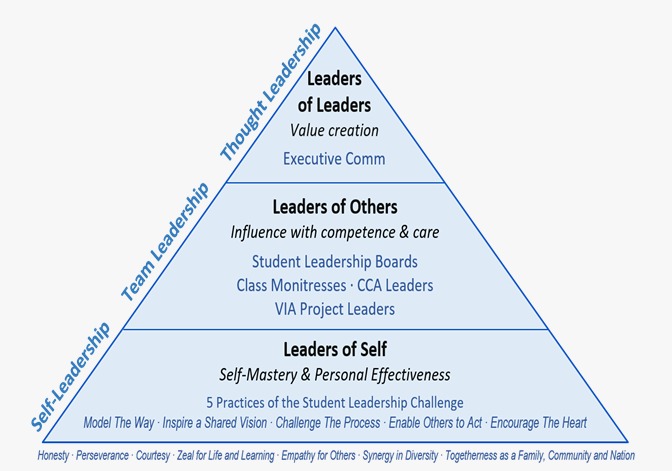 Thought Leadership
Leaders
of Leaders
Value creation
Executive Comm
Team Leadership
Leaders of Others
Influence with competence & care
Student Leadership Boards
Class Monitresses · CCA Leaders
VIA Project Leaders
Self-Leadership
Leaders of Self
Self-Mastery & Personal Effectiveness
5 Practices of the Student Leadership Challenge
Model The Way · Inspire a Shared Vision · Challenge The Process · Enable Others to Act · Encourage The Heart
Honesty · Perseverance · Courtesy · Zeal for Life and Learning · Empathy for Others · Synergy in Diversity · Togetherness as a Family, Community and Nation